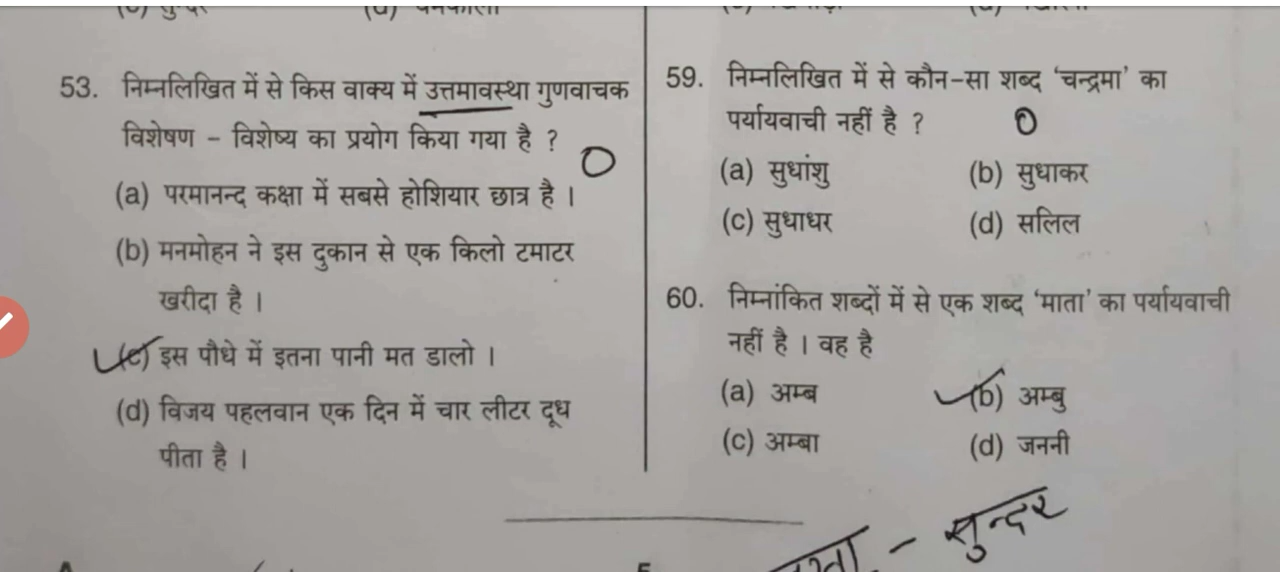 53. निम्नलिखित में से किस वाक्य में उत्तमावस्था गुणवाचक
विशेषण – विशेष्य का प्रयोग किया गया है ?
(a) परमानन्द कक्षा में सबसे होशियार छात्र है ।
(b) मनमोहन ने इस दुकान से एक किलो टमाटर
खरीदा है ।
(c) इस पौधे में इतना पानी मत डालो ।
(d) विजय पहलवान एक दिन में चार लीटर दूध
पीता है ।
59. निम्नलिखित में से कौन-सा शब्द ‘चन्द्रमा’ का
पर्यायवाची नहीं है ?
(a) सुधांशु (b) सुधाकर
(c) सुधाधर (d) सलिल
60. निम्नांकित शब्दों में से एक शब्द ‘माता’ का पर्यायवाची
नहीं है । वह है
(a) अम्ब (b) अम्बु
(c) अम्बा (d) जननी
– सुन्दर